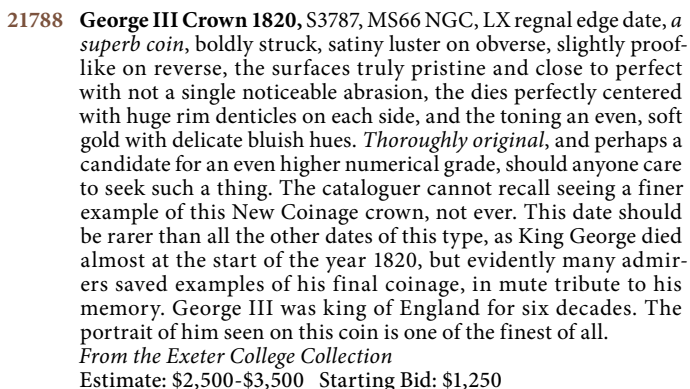 21788 George III Crown 1820, S3787, MS66 NGC, LX regnal edge date, a
superb coin, boldly struck, satiny luster on obverse, slightly proof-
like on reverse, the surfaces truly pristine and close to perfect
with not a single noticeable abrasion, the dies perfectly centered
with huge rim denticles on each side, and the toning an even, soft
gold with delicate bluish hues. Thoroughly original, and perhaps a
candidate for an even higher numerical grade, should anyone care
to seek such a thing. The cataloguer cannot recall seeing a finer
example of this New Coinage crown, not ever. This date should
be rarer than all the other dates of this type, as King George died
almost at the start of the year 1820, but evidently many admir-
ers saved examples of his final coinage, in mute tribute to his
memory. George III was king of England for six decades. The
portrait of him seen on this coin is one of the finest of all.
From the Exeter College Collection
Estimate: $2,500-$3,500 Starting Bid: $1,250